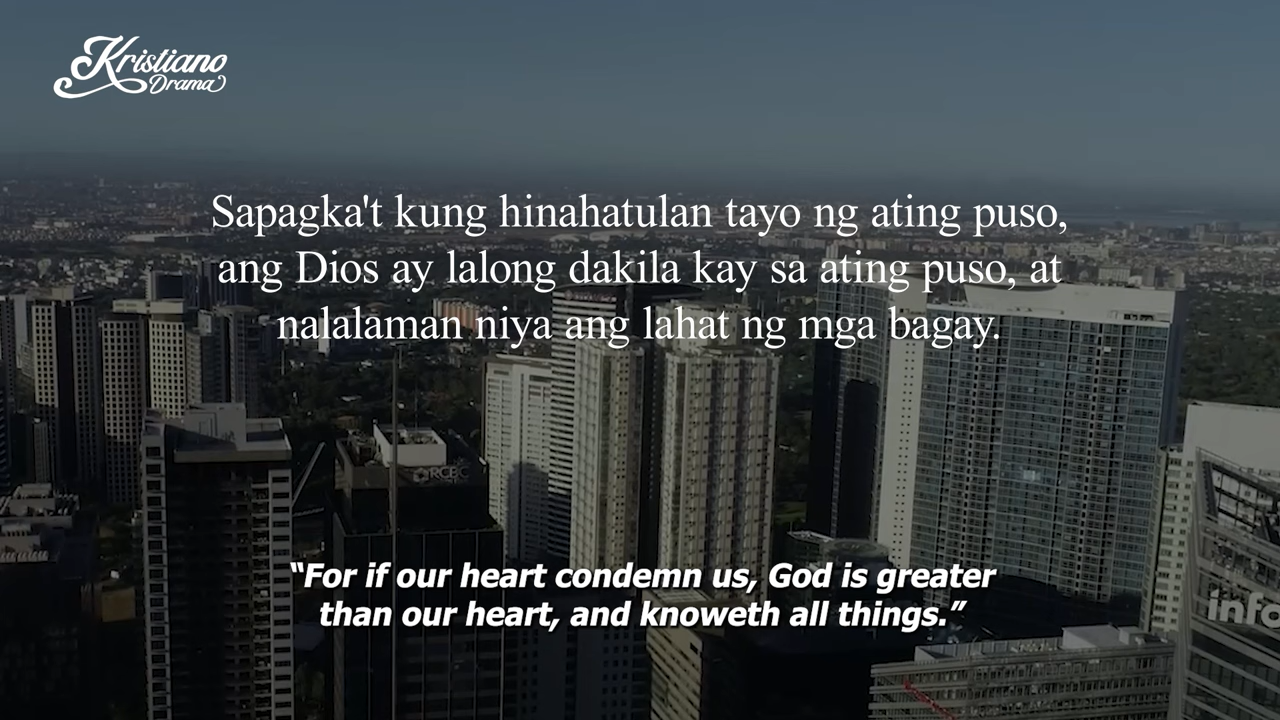 Kristiano
Drama
Sapagka't kung hinahatulan tayo ng ating puso,
ang Dios ay lalong dakila kay sa ating puso, at
nalalaman niya ang lahat ng mga bagay.
RCBC
“For if our heart condemn us, God is greater
than our heart, and knoweth all things.”
info